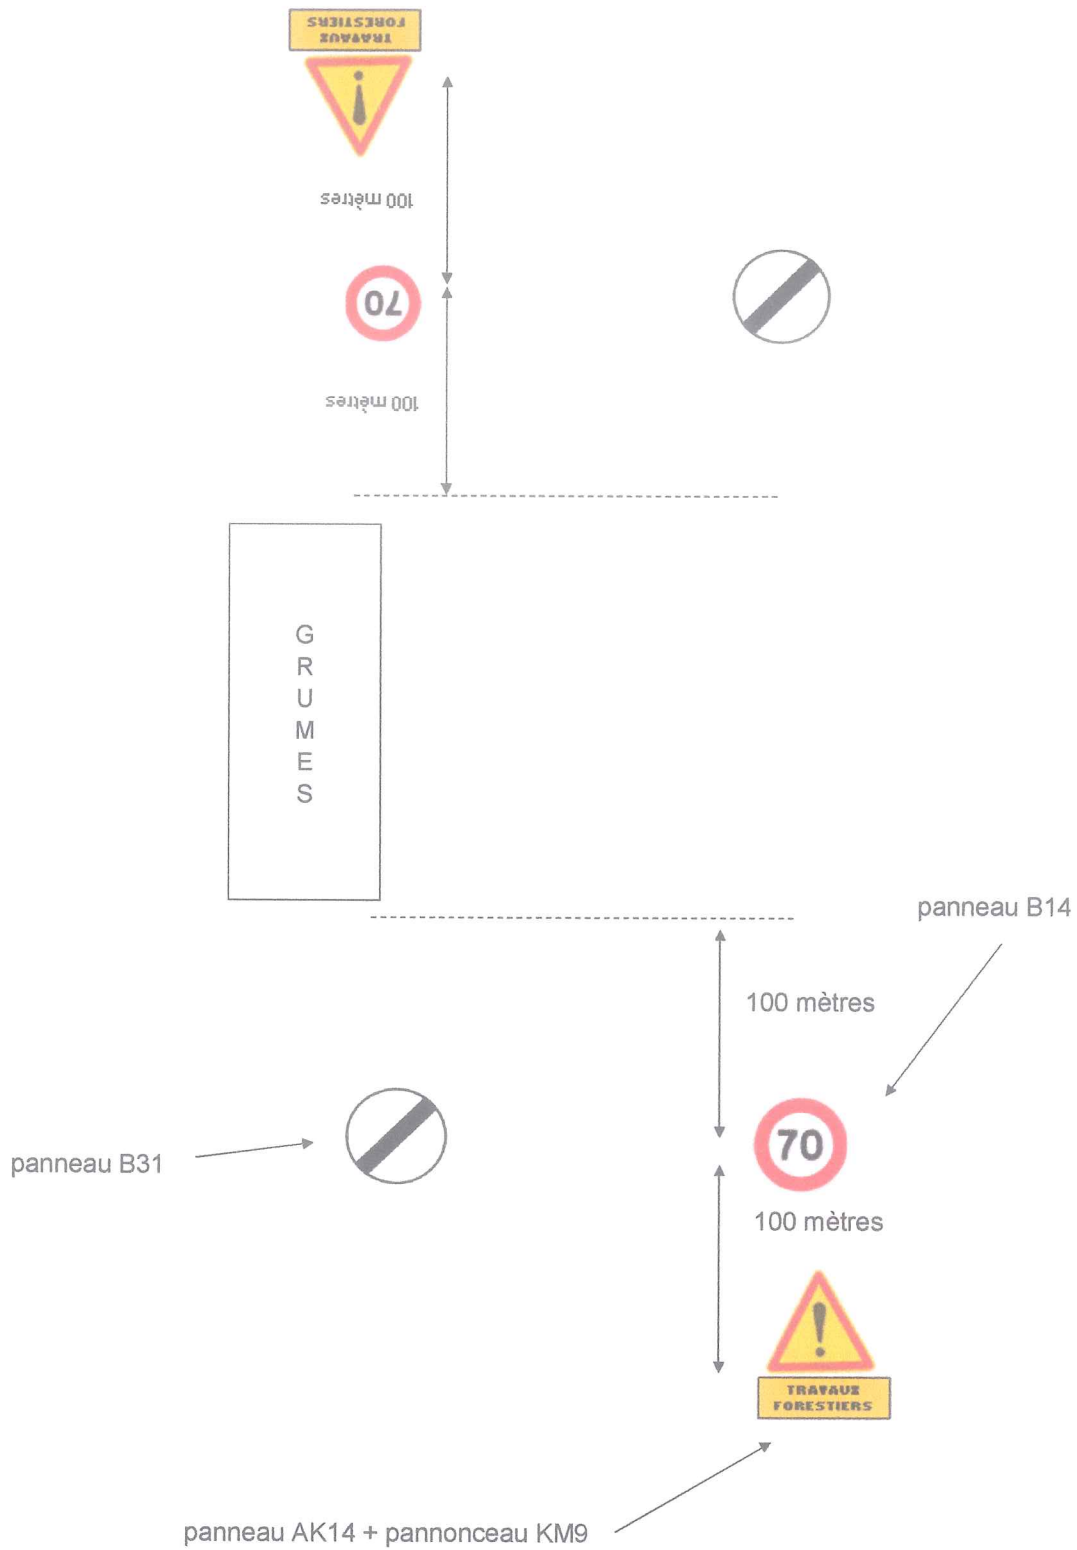 TRAVAUX
FORESTIERS
100 mètres
70
100 mètres
G
R
U
M
E
S
panneau B14
100 mètres
70
panneau B31
100 mètres
TRAVAUX
FORESTIERS
panneau AK14 + pannonceau KM9